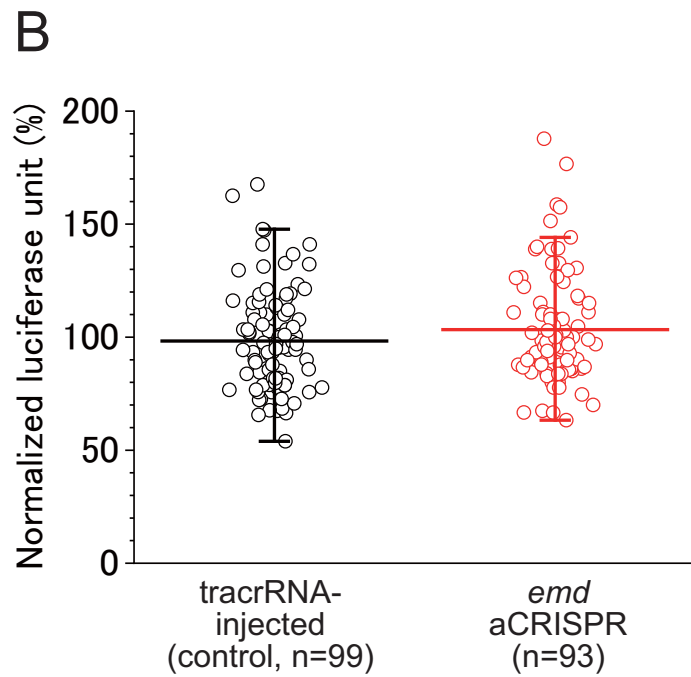 B
Normalized luciferase unit (%)
200
150
100
50
0
tracrRNA-
injected
(control, n=99)
emd
aCRISPR
(n=93)